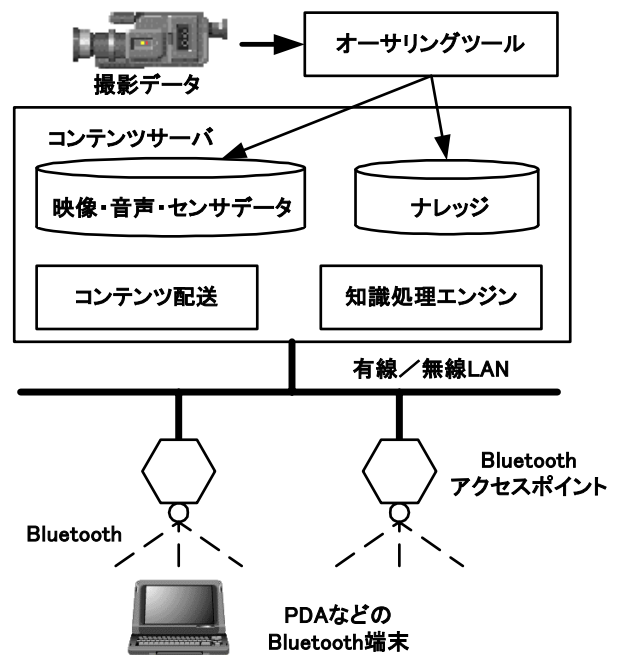 オーサリングツール
撮影データ
コンテンツサーバ
映像・音声・センサデータ
ナレッジ
コンテンツ配送
知識処理エンジン
有線／無線LAN
Bluetooth
アクセスポイント
Bluetooth
PDAなどの
Bluetooth端末